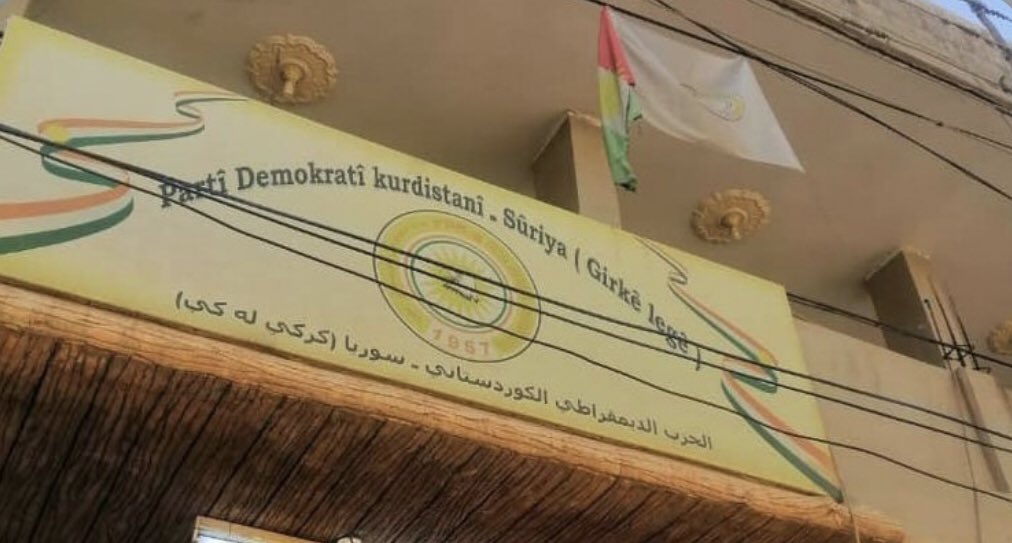 Partî Demokratî kurdistanî - Sûriya ( Girkê legê )
1957
الحزب الديمقراطي الكوردستاني - سوريا (كركي له كي)